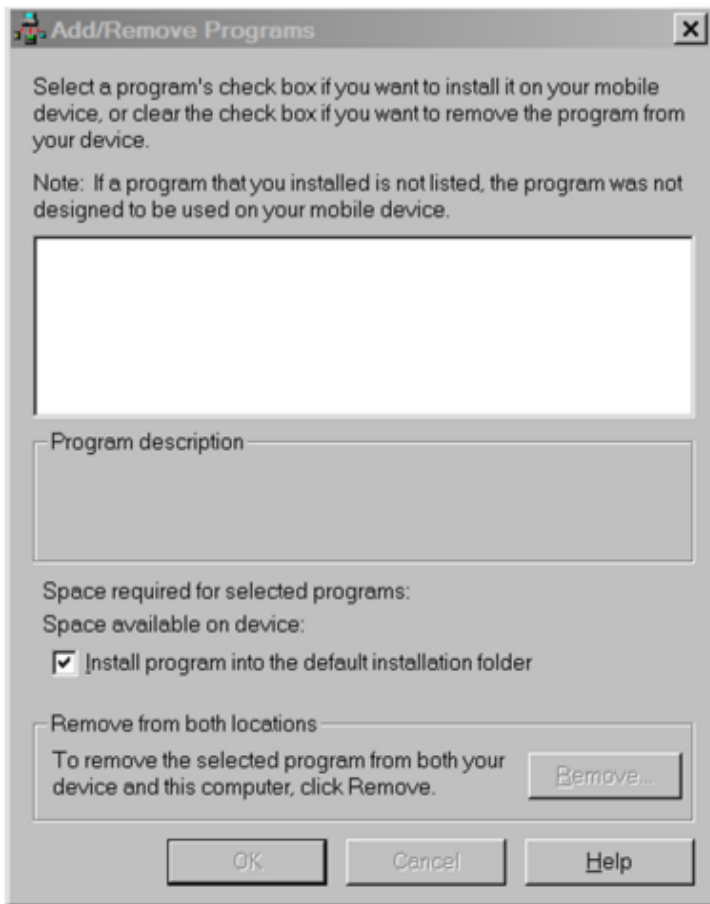 Add/Remove Programs
Select a program's check box if you want to install it on your mobile
device, or clear the check box if you want to remove the program from
your device.
Note: If a program that you installed is not listed, the program was not
designed to be used on your mobile device.
Program description
Space required for selected programs:
Space available on device:
Install program into the default installation folder
Remove from both locations
To remove the selected program from both your
device and this computer, click Remove.
Remove...
OK
Cancel
Help